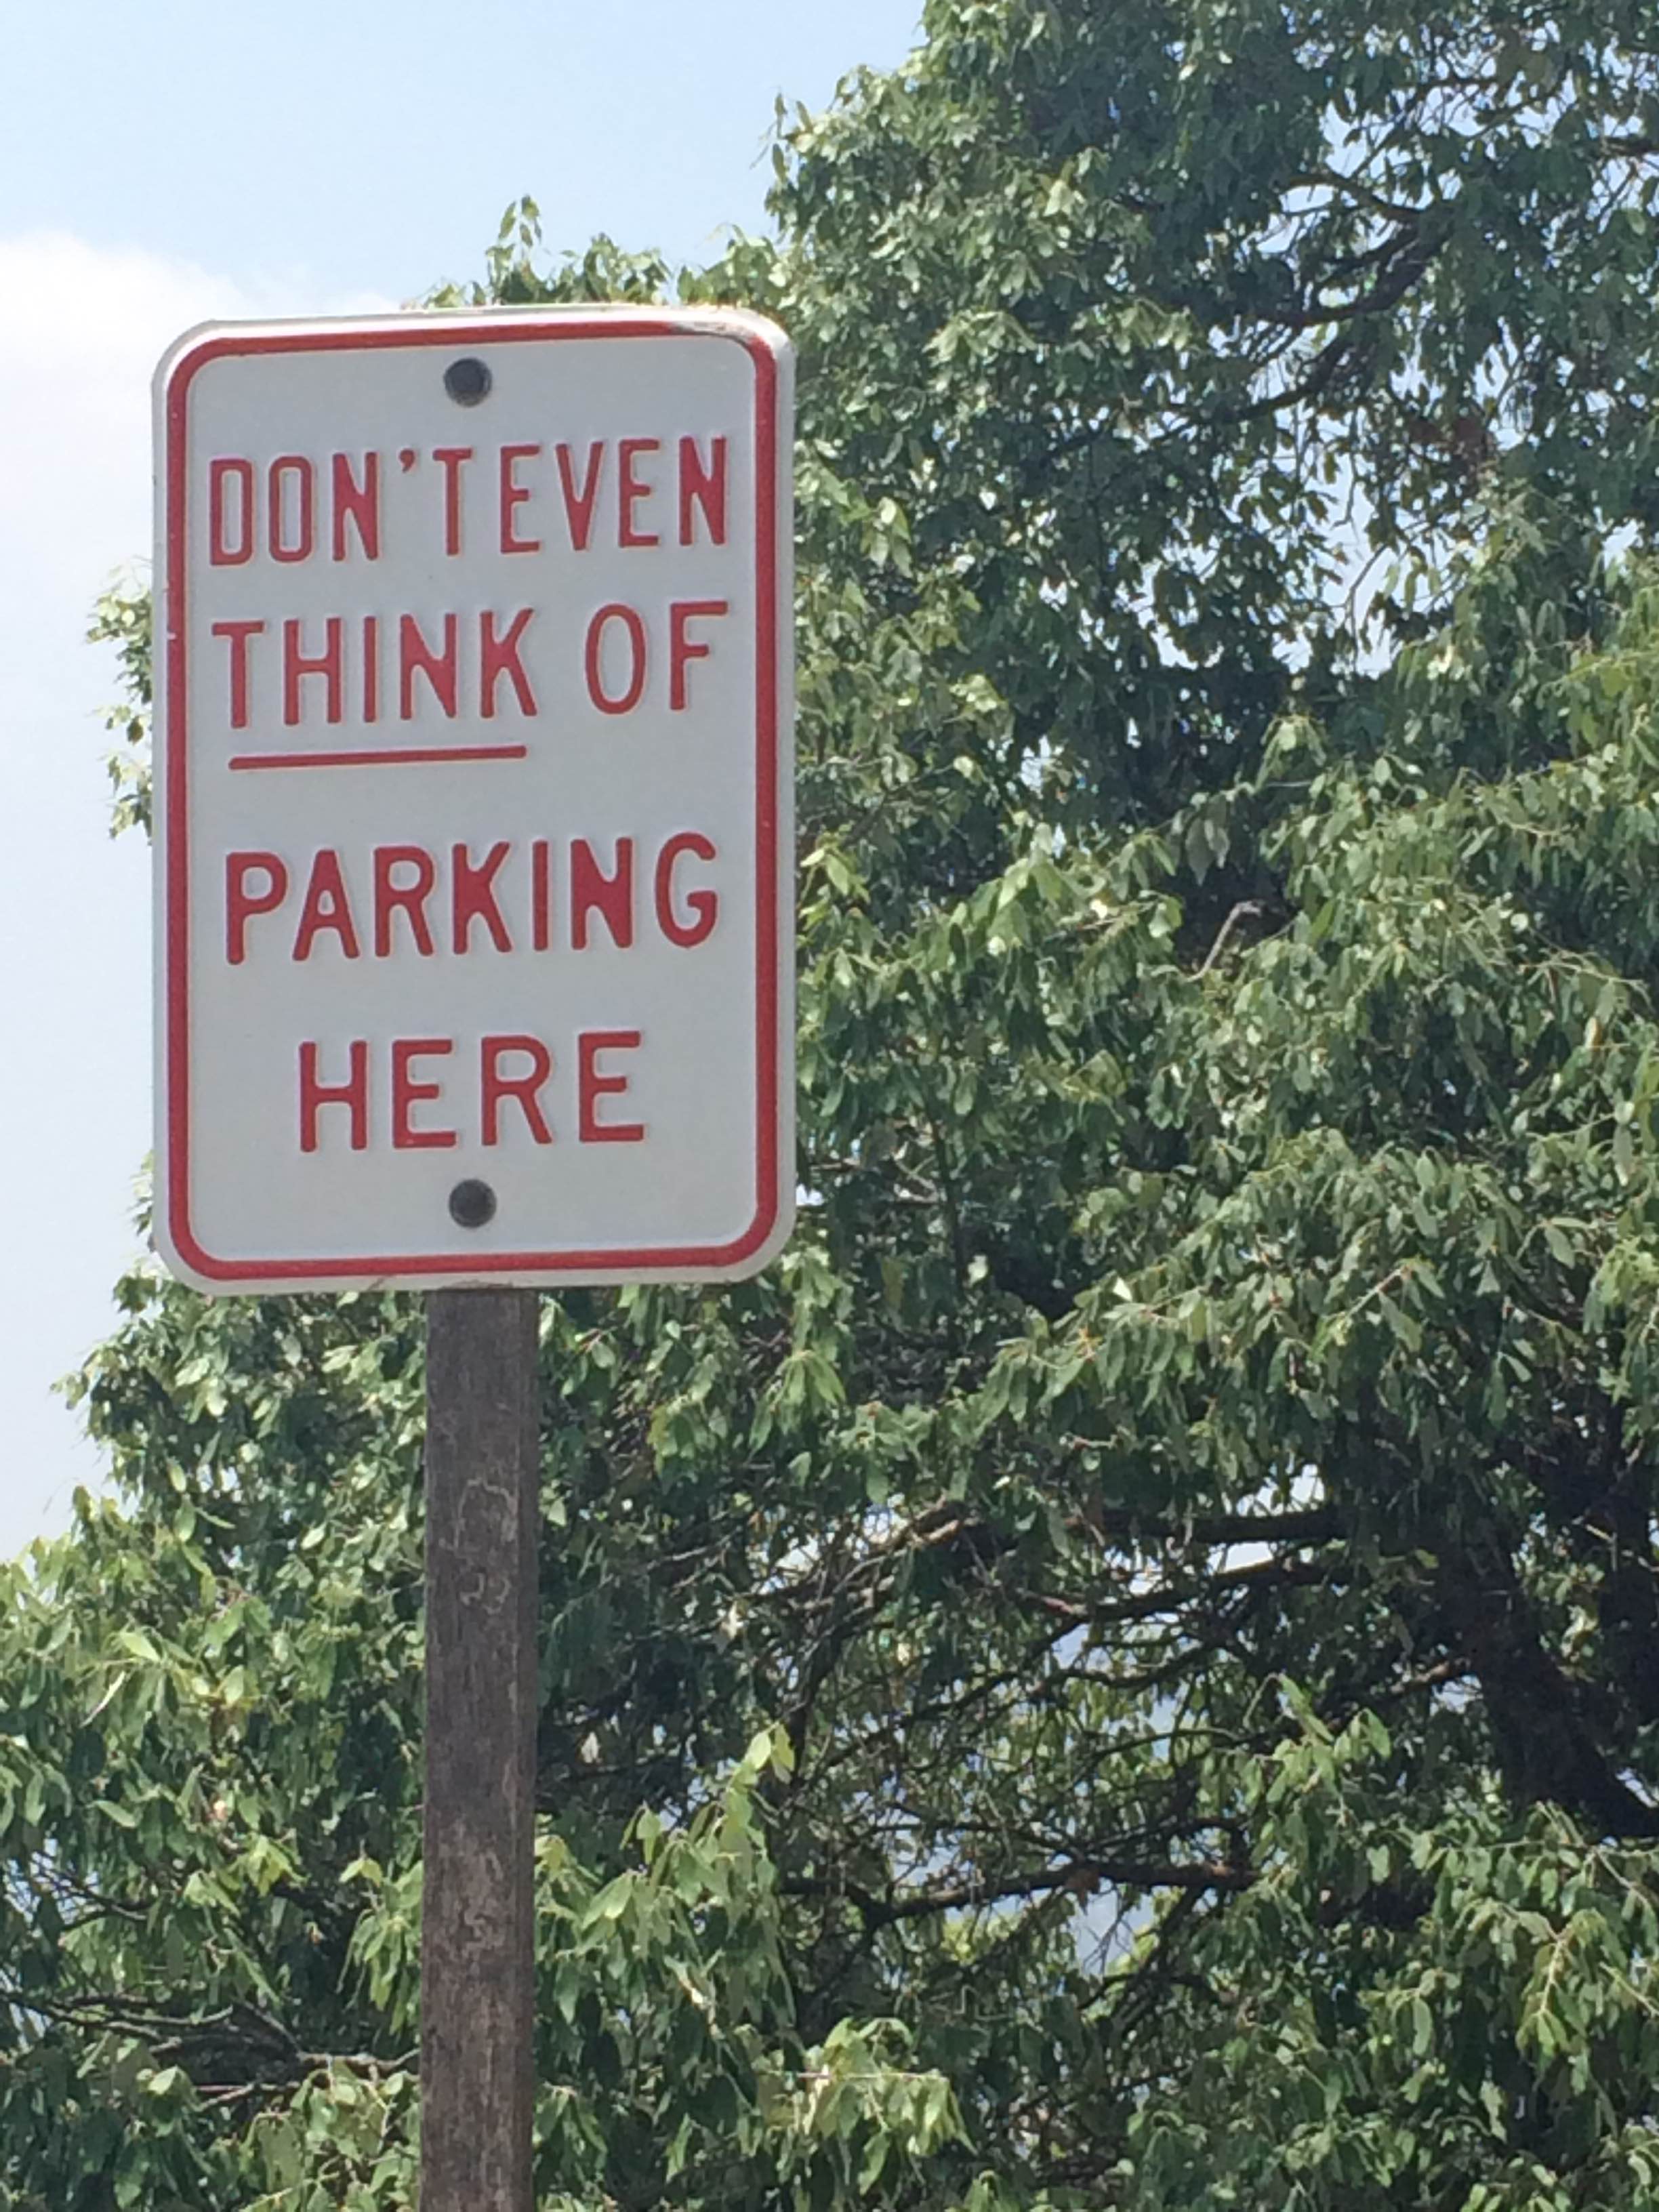 DON'T EVEN
THINK OF
PARKING
HERE